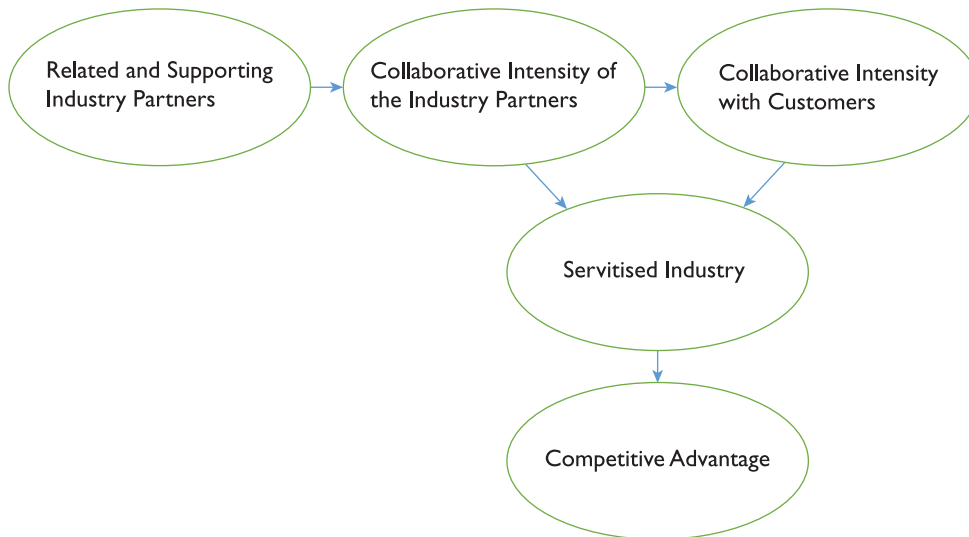 Related and Supporting
Industry Partners
Collaborative Intensity of
the Industry Partners
Collaborative Intensity
with Customers
Servitised Industry
Competitive Advantage